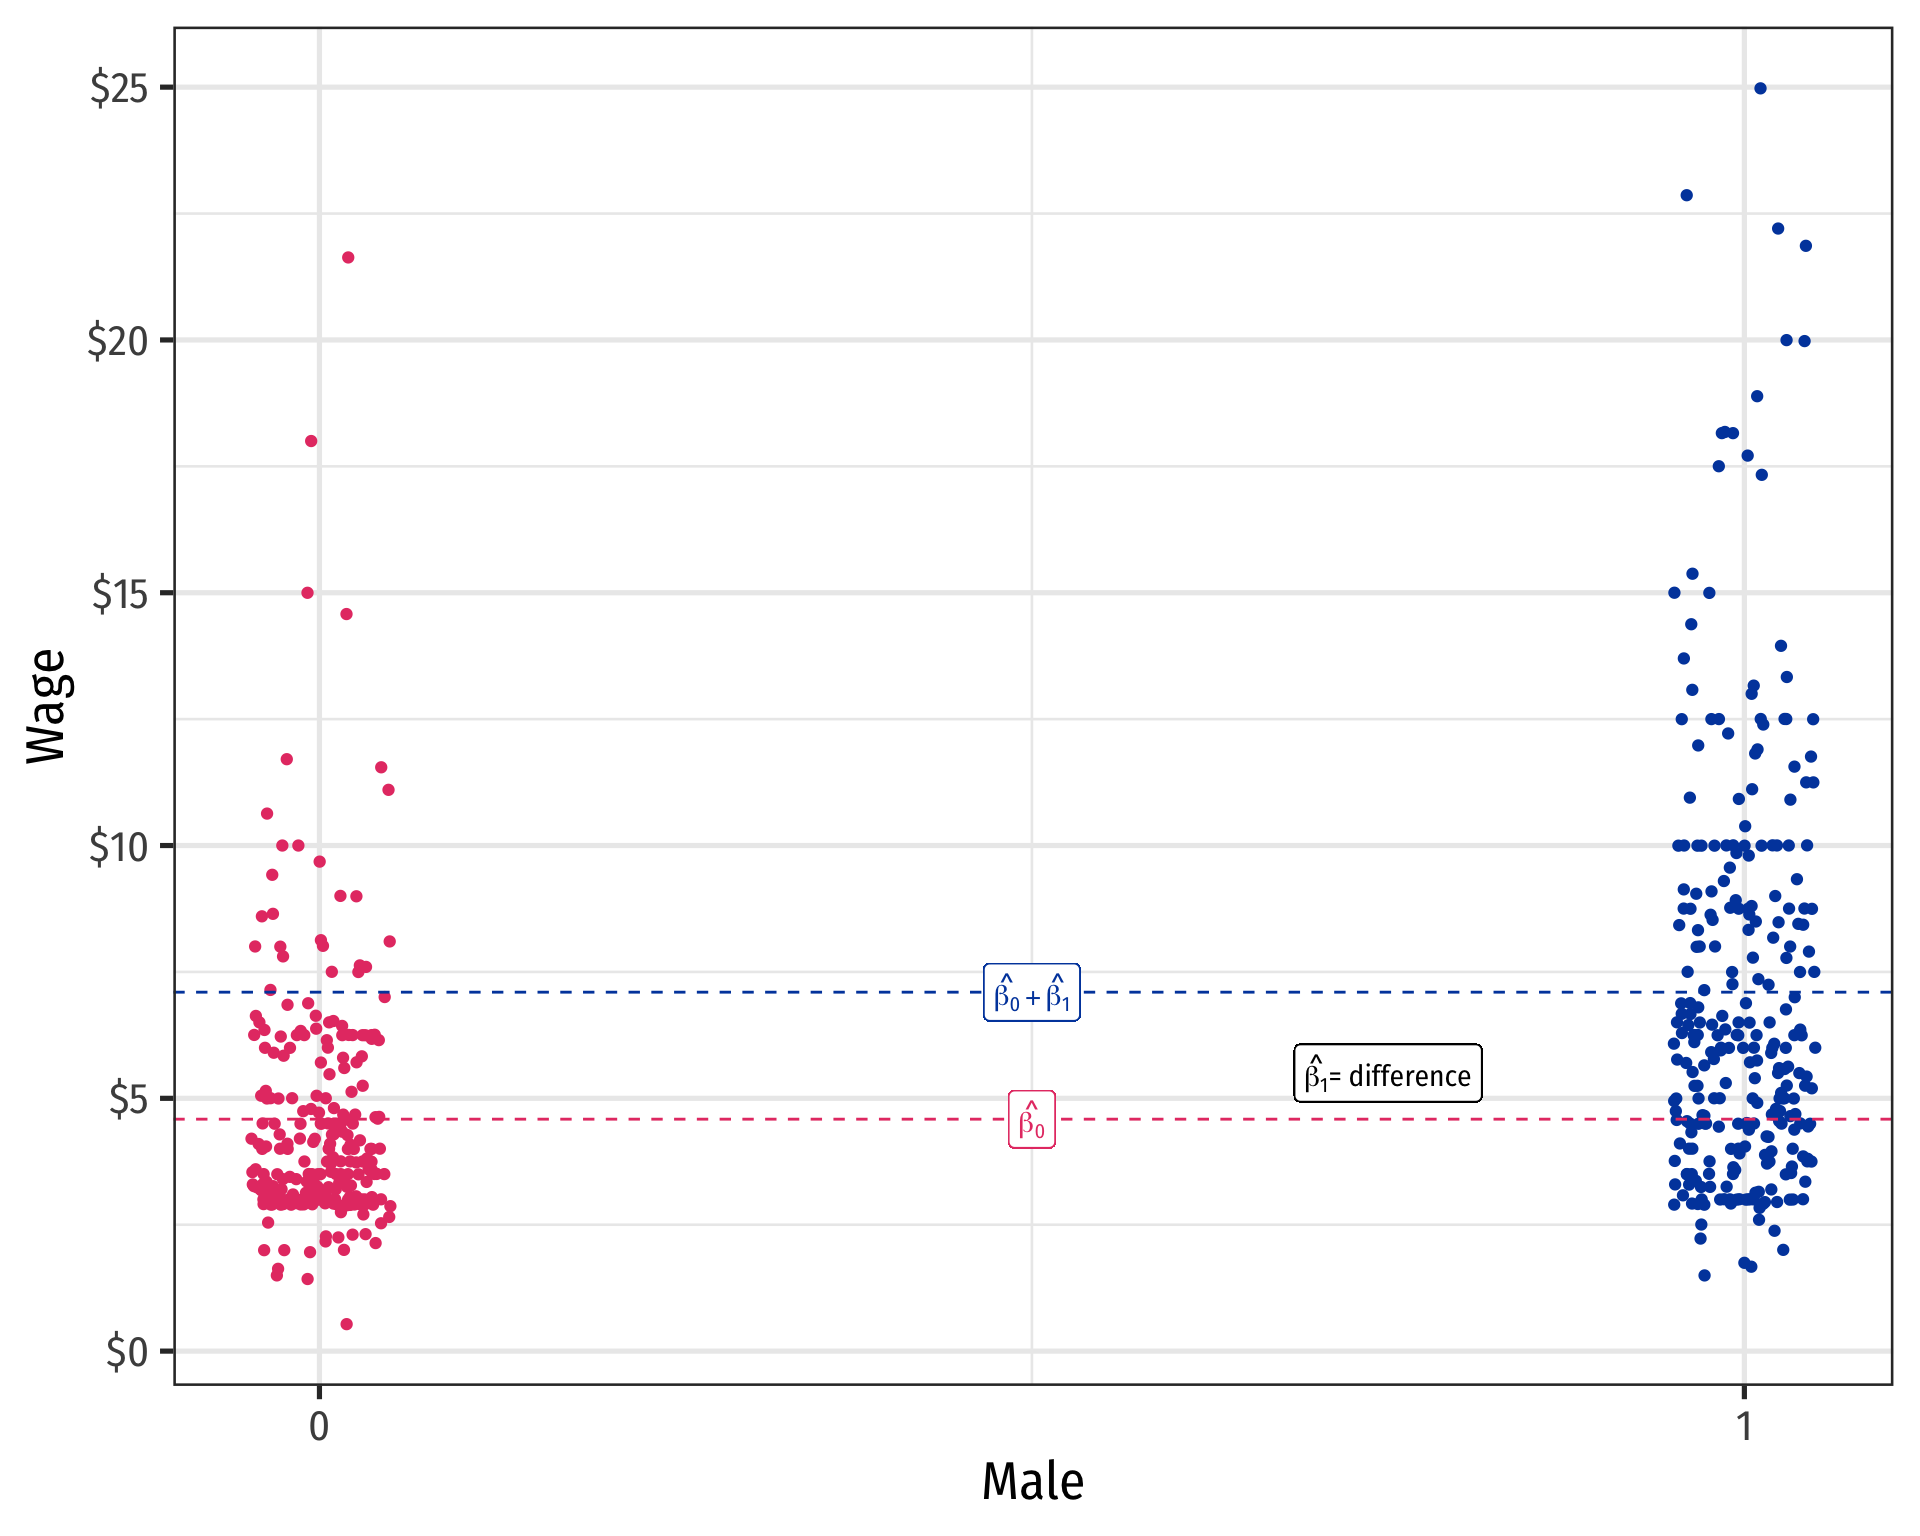 $25
$20
$15
$10
$5
$0
Wage
β̂₀ + β̂₁
β̂₁= difference
β̂₀
0
1
Male